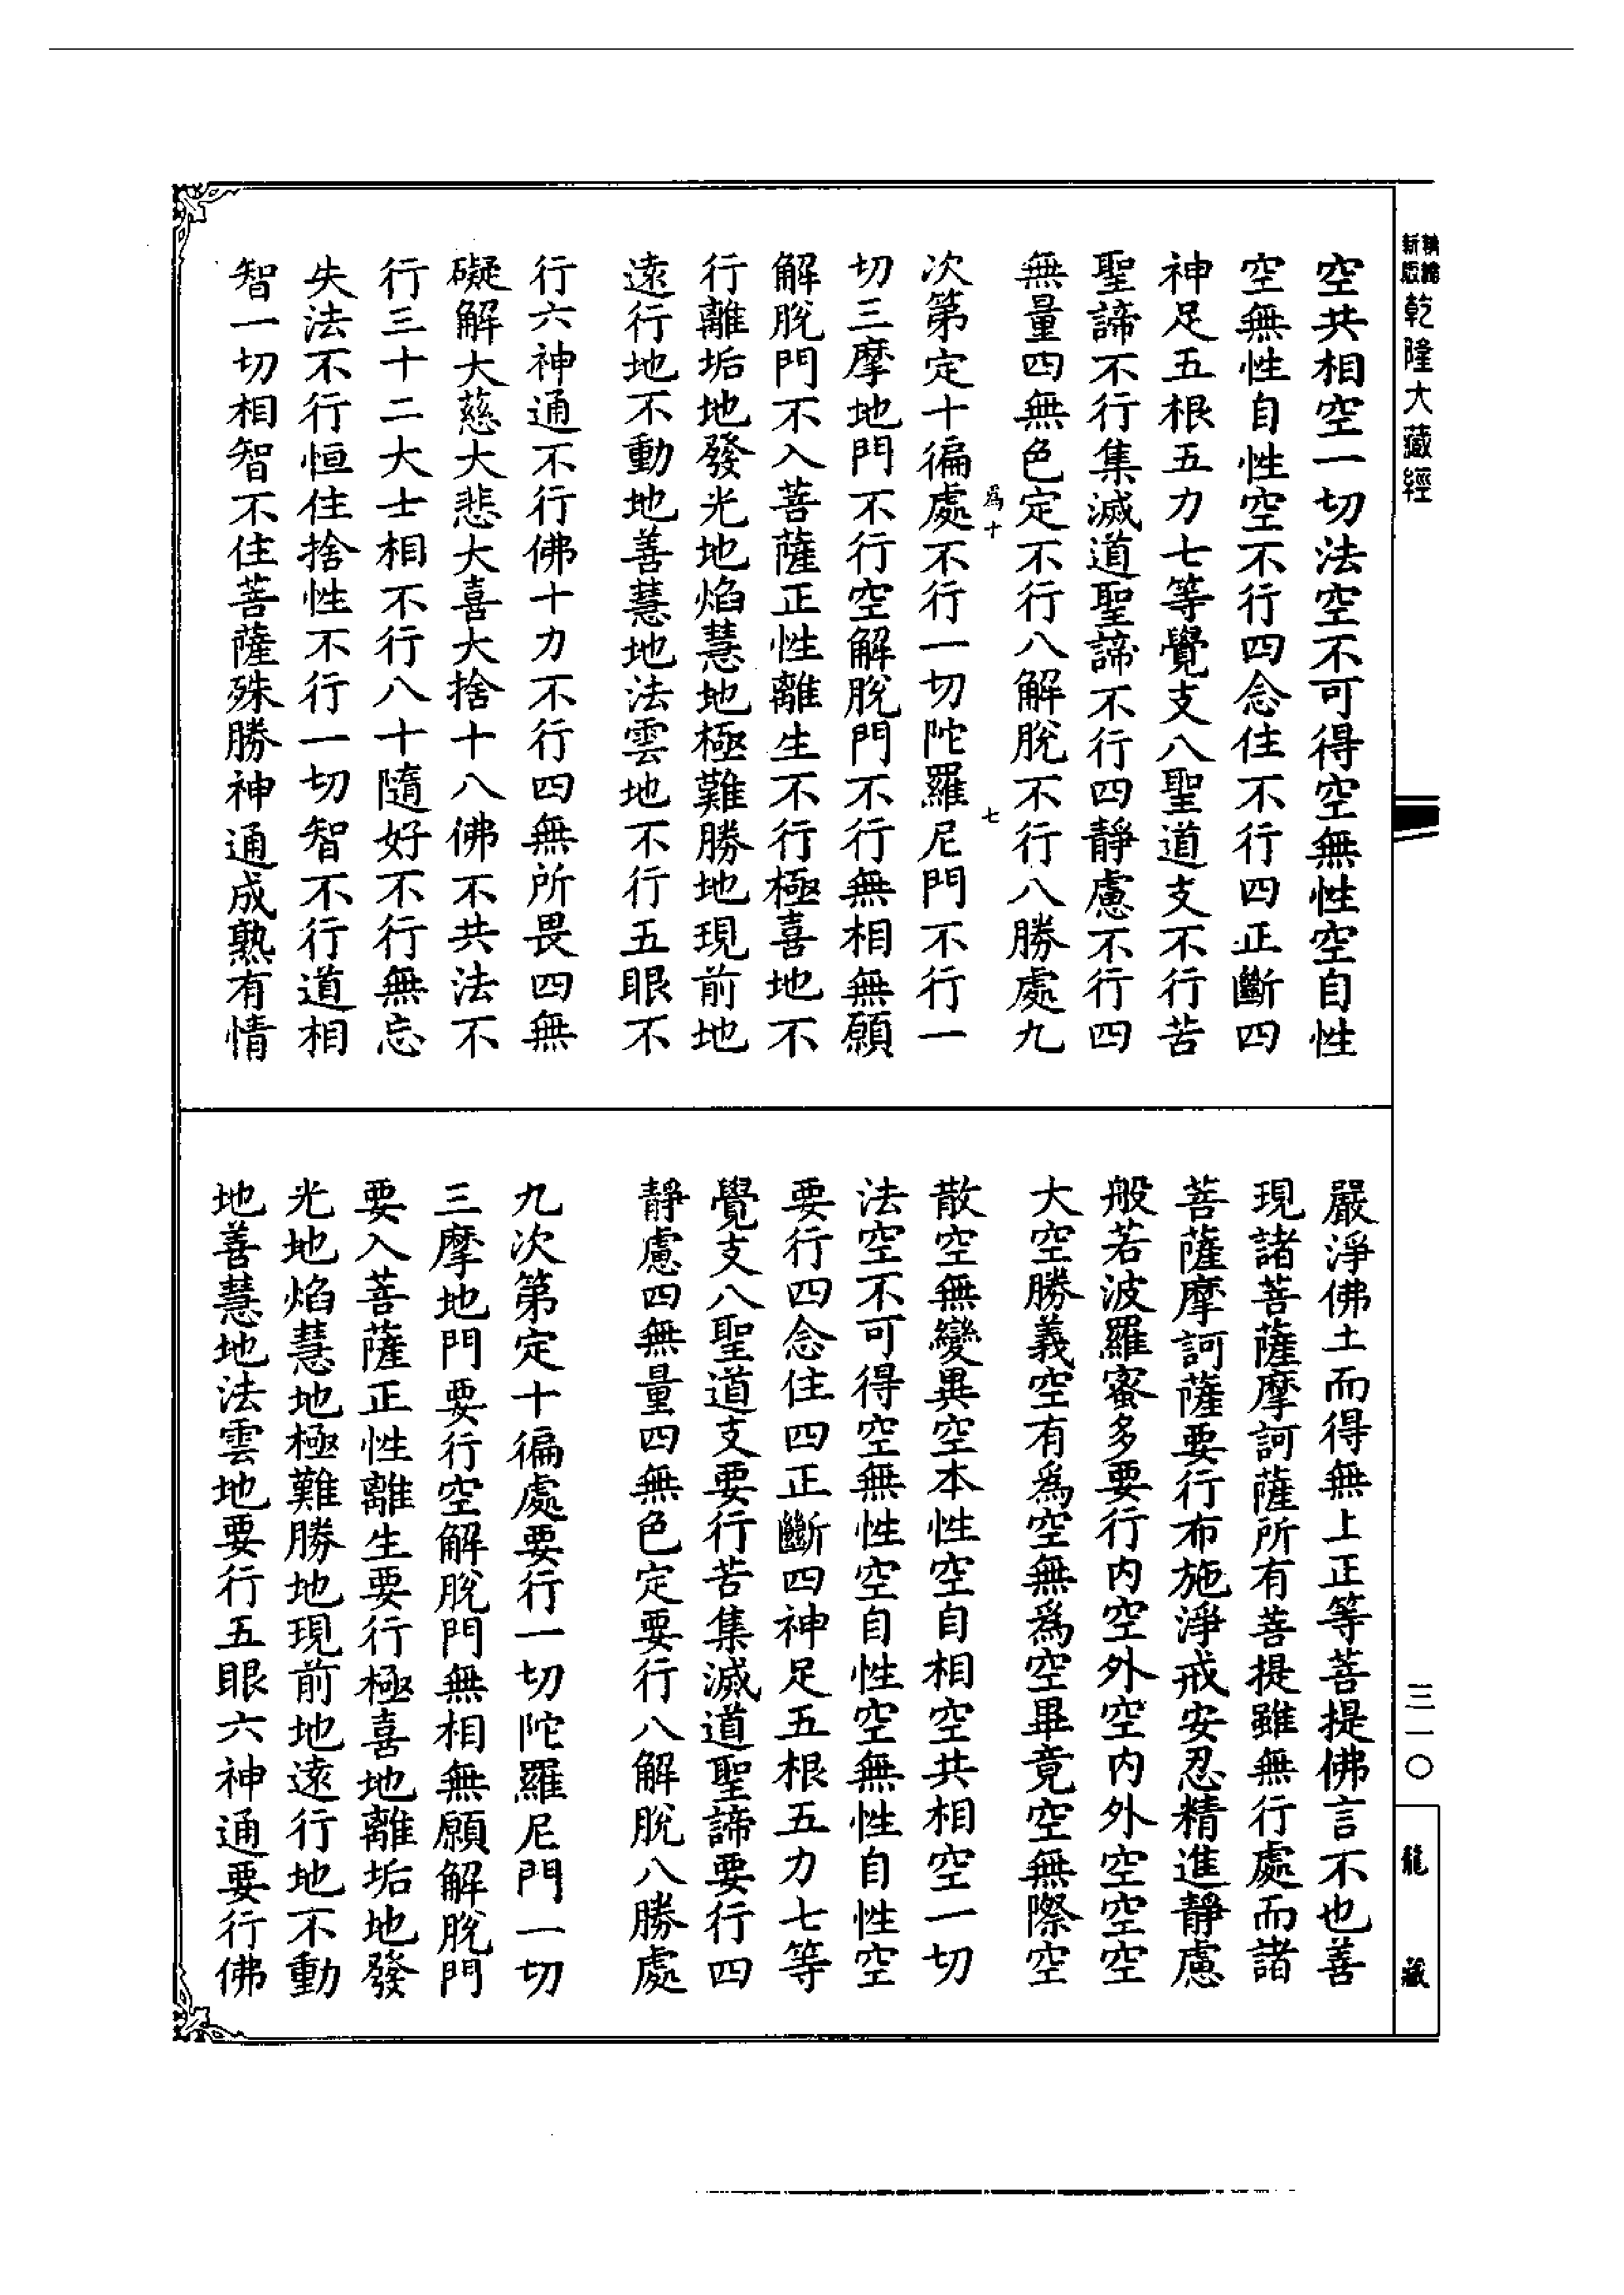 乾隆大藏經
空共相空一切法空不可得空無性空自性
空無性自性空不行四念住不行四正斷四
神足五根五力七等覺支八聖道支不行苦
聖諦不行集滅道聖諦不行四靜慮不行四
無量四無色定不行八解脫不行八勝處九
為十 七
次第定十徧處不行一切陀羅尼門不行一
切三摩地門不行空解脫門不行無相無願
解脫門不入菩薩正性離生不行極喜地不
行離垢地發光地焰慧地極難勝地現前地
遠行地不動地善慧地法雲地不行五眼不
行六神通不行佛十力不行四無所畏四無
礙解大慈大悲大喜大捨十八佛不共法不
行三十二大士相不行八十隨好不行無忘
失法不行恒住捨性不行一切智不行道相
智一切相智不住菩薩殊勝神通成熟有情
嚴淨佛土而得無上正等菩提佛言不也善
現諸菩薩摩訶薩所有菩提雖無行處而諸
菩薩摩訶薩要行布施淨戒安忍精進靜慮
般若波羅蜜多要行內空外空內外空空空
大空勝義空有為空無為空畢竟空無際空
散空無變異空本性空自相空共相空一切
法空不可得空無性空自性空無性自性空
要行四念住四正斷四神足五根五力七等
覺支八聖道支要行苦集滅道聖諦要行四
靜慮四無量四無色定要行八解脫八勝處
九次第定十徧處要行一切陀羅尼門一切
三摩地門要行空解脫門無相無願解脫門
要入菩薩正性離生要行極喜地離垢地發
光地焰慧地極難勝地現前地遠行地不動
地善慧地法雲地要行五眼六神通要行佛
三一〇
龍藏